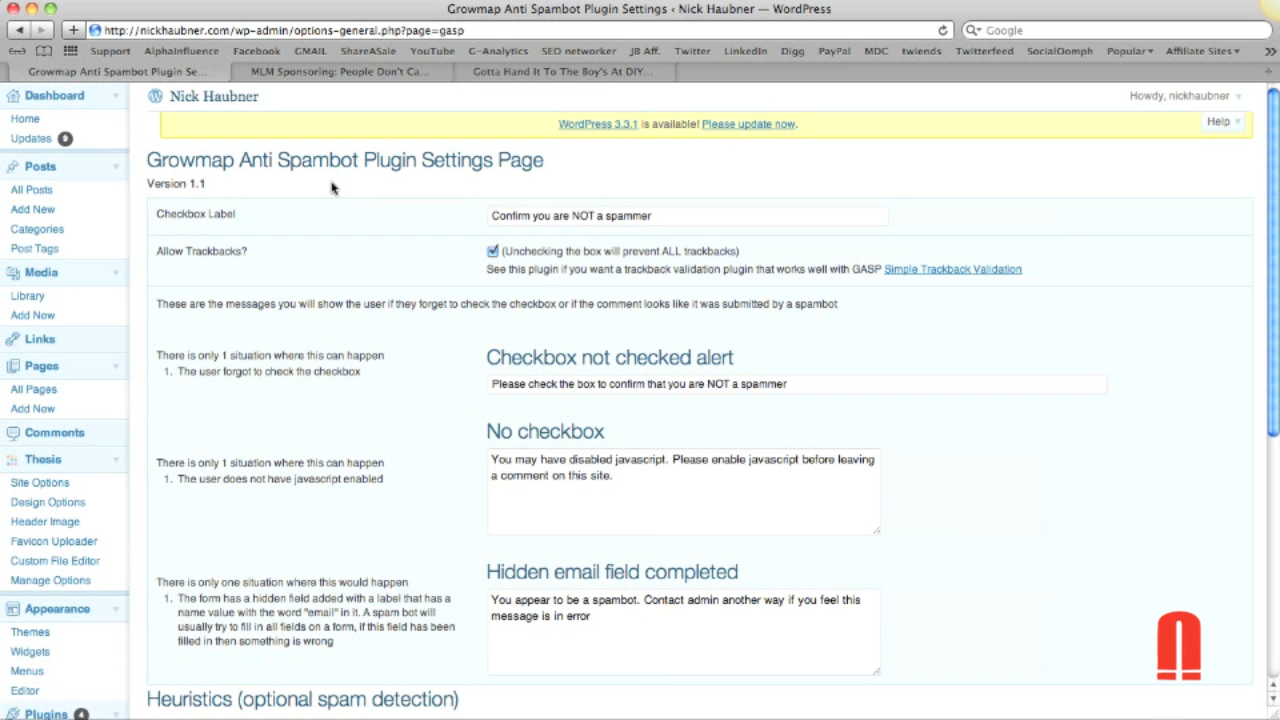 Growmap Anti Spambot Plugin Settings ‹ Nick Haubner — WordPress
http://nickhaubner.com/wp-admin/options-general.php?page=gasp
Google
Support AlphaInfluence Facebook GMAIL ShareASale YouTube C-Analytics SEO networker JB Aff. Twitter LinkedIn Digg PayPal MDC twiends Twitterfeed SocialOomph Popular Affiliate Sites
Growmap Anti Spambot Plugin Se... MLM Sponsoring: People Don't Ca... Gotta Hand It To The Boy's At DIY...
Dashboard
Home
Updates 9
Posts
All Posts
Add New
Categories
Post Tags
Media
Library
Add New
Links
Pages
All Pages
Add New
Comments
Thesis
Site Options
Design Options
Header Image
Favicon Uploader
Custom File Editor
Manage Options
Appearance
Themes
Widgets
Menus
Editor
Plugins 4
Nick Haubner
Howdy, nickhaubner
WordPress 3.3.1 is available! Please update now.
Help
Growmap Anti Spambot Plugin Settings Page
Version 1.1
Checkbox Label
Confirm you are NOT a spammer
Allow Trackbacks?
(Unchecking the box will prevent ALL trackbacks)
See this plugin if you want a trackback validation plugin that works well with GASP Simple Trackback Validation
These are the messages you will show the user if they forget to check the checkbox or if the comment looks like it was submitted by a spambot
There is only 1 situation where this can happen
1. The user forgot to check the checkbox
Checkbox not checked alert
Please check the box to confirm that you are NOT a spammer
No checkbox
There is only 1 situation where this can happen
1. The user does not have javascript enabled
You may have disabled javascript. Please enable javascript before leaving
a comment on this site.
Hidden email field completed
There is only one situation where this would happen
1. The form has a hidden field added with a label that has a
name value with the word "email" in it. A spam bot will
usually try to fill in all fields on a form, if this field has been
filled in then something is wrong
You appear to be a spambot. Contact admin another way if you feel this
message is in error
Heuristics (optional spam detection)